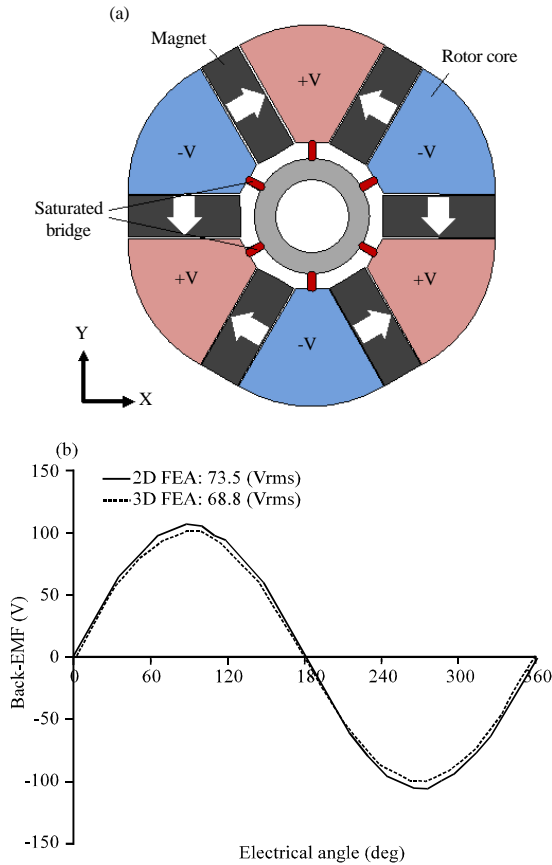 (a)
Magnet
Rotor core
+V
-V
-V
Saturated
bridge
+V
+V
-V
Y
X
(b)
150
2D FEA: 73.5 (Vrms)
3D FEA: 68.8 (Vrms)
100
50
0
0 60 120 180 240 300 360
-50
-100
-150
Back-EMF (V)
Electrical angle (deg)